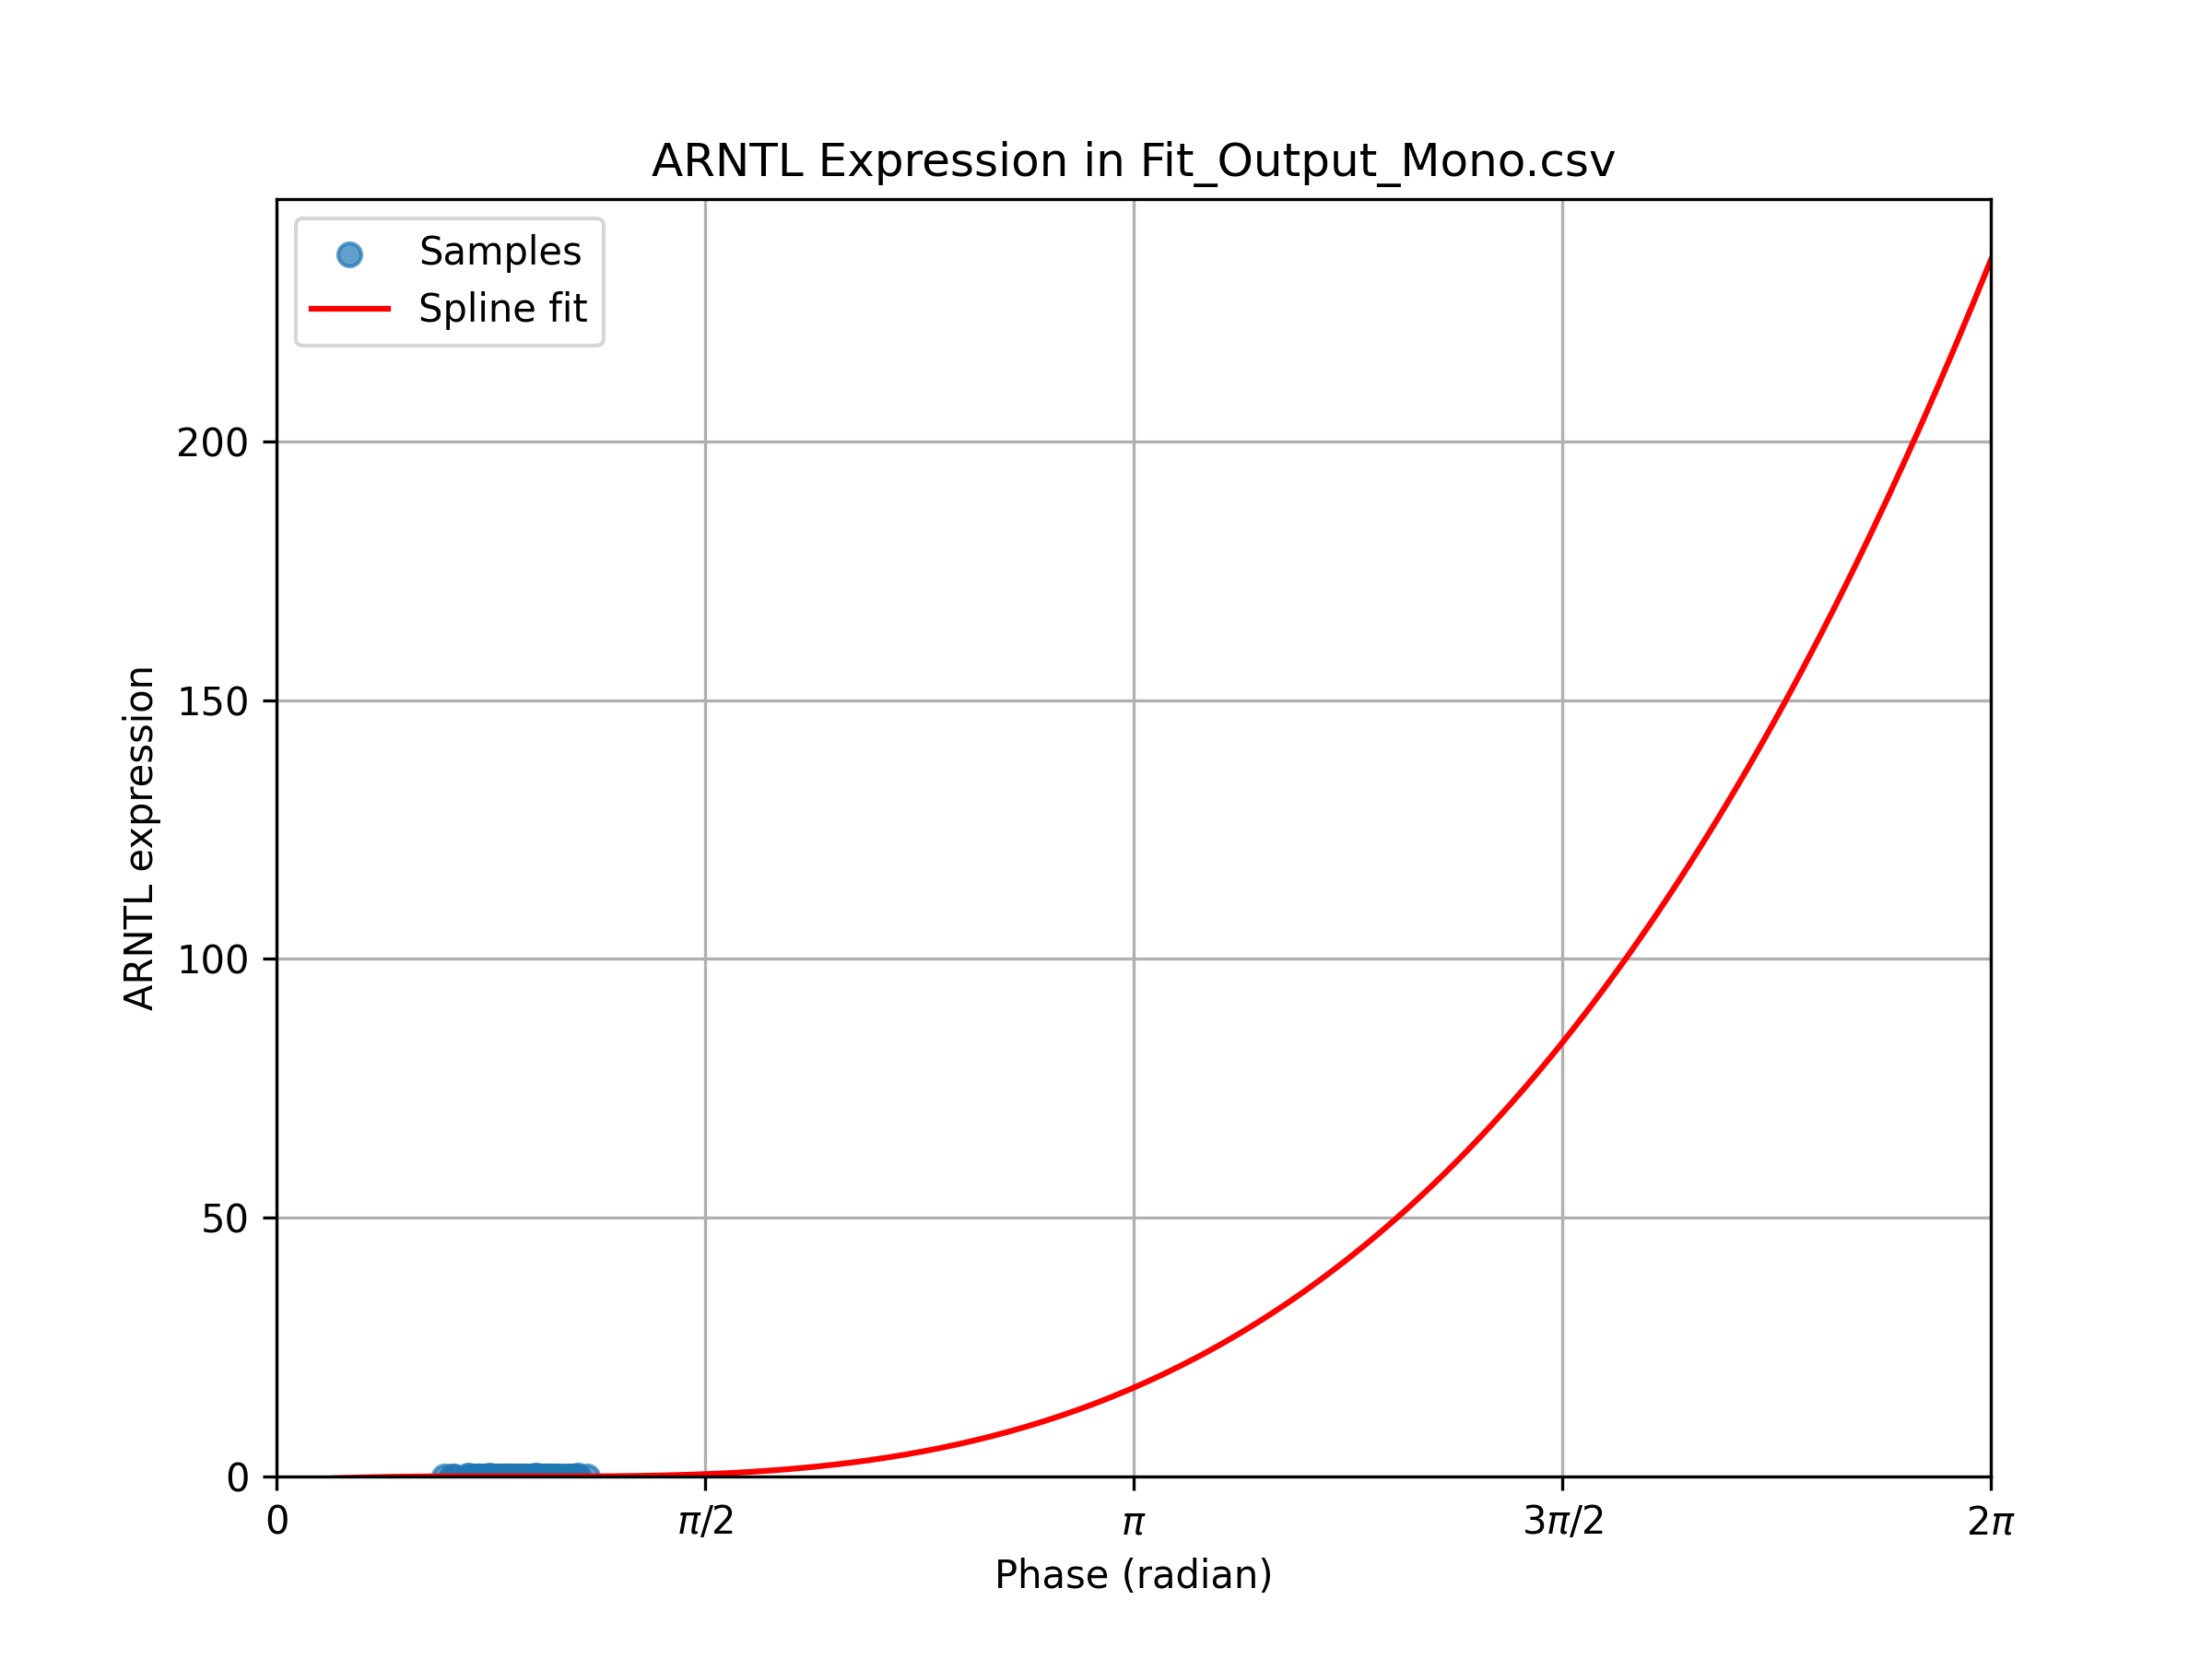 ARNTL Expression in Fit_Output_Mono.csv
Samples
Spline fit
200
150
100
50
0
ARNTL expression
0 π/2 π 3π/2 2π
Phase (radian)